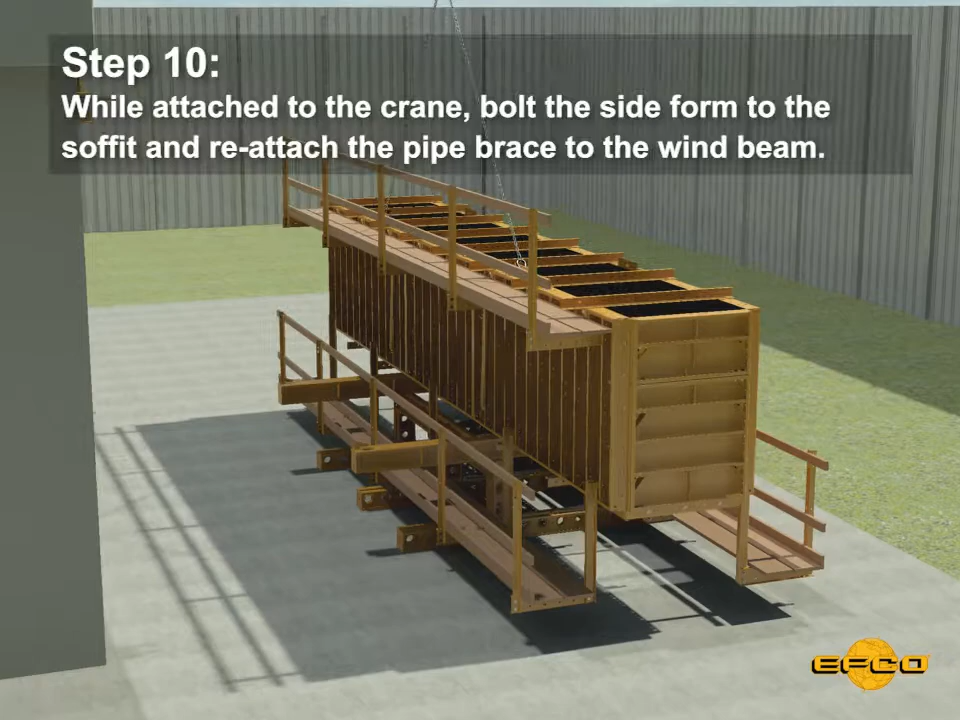 Step 10:
While attached to the crane, bolt the side form to the
soffit and re-attach the pipe brace to the wind beam.
EFCO